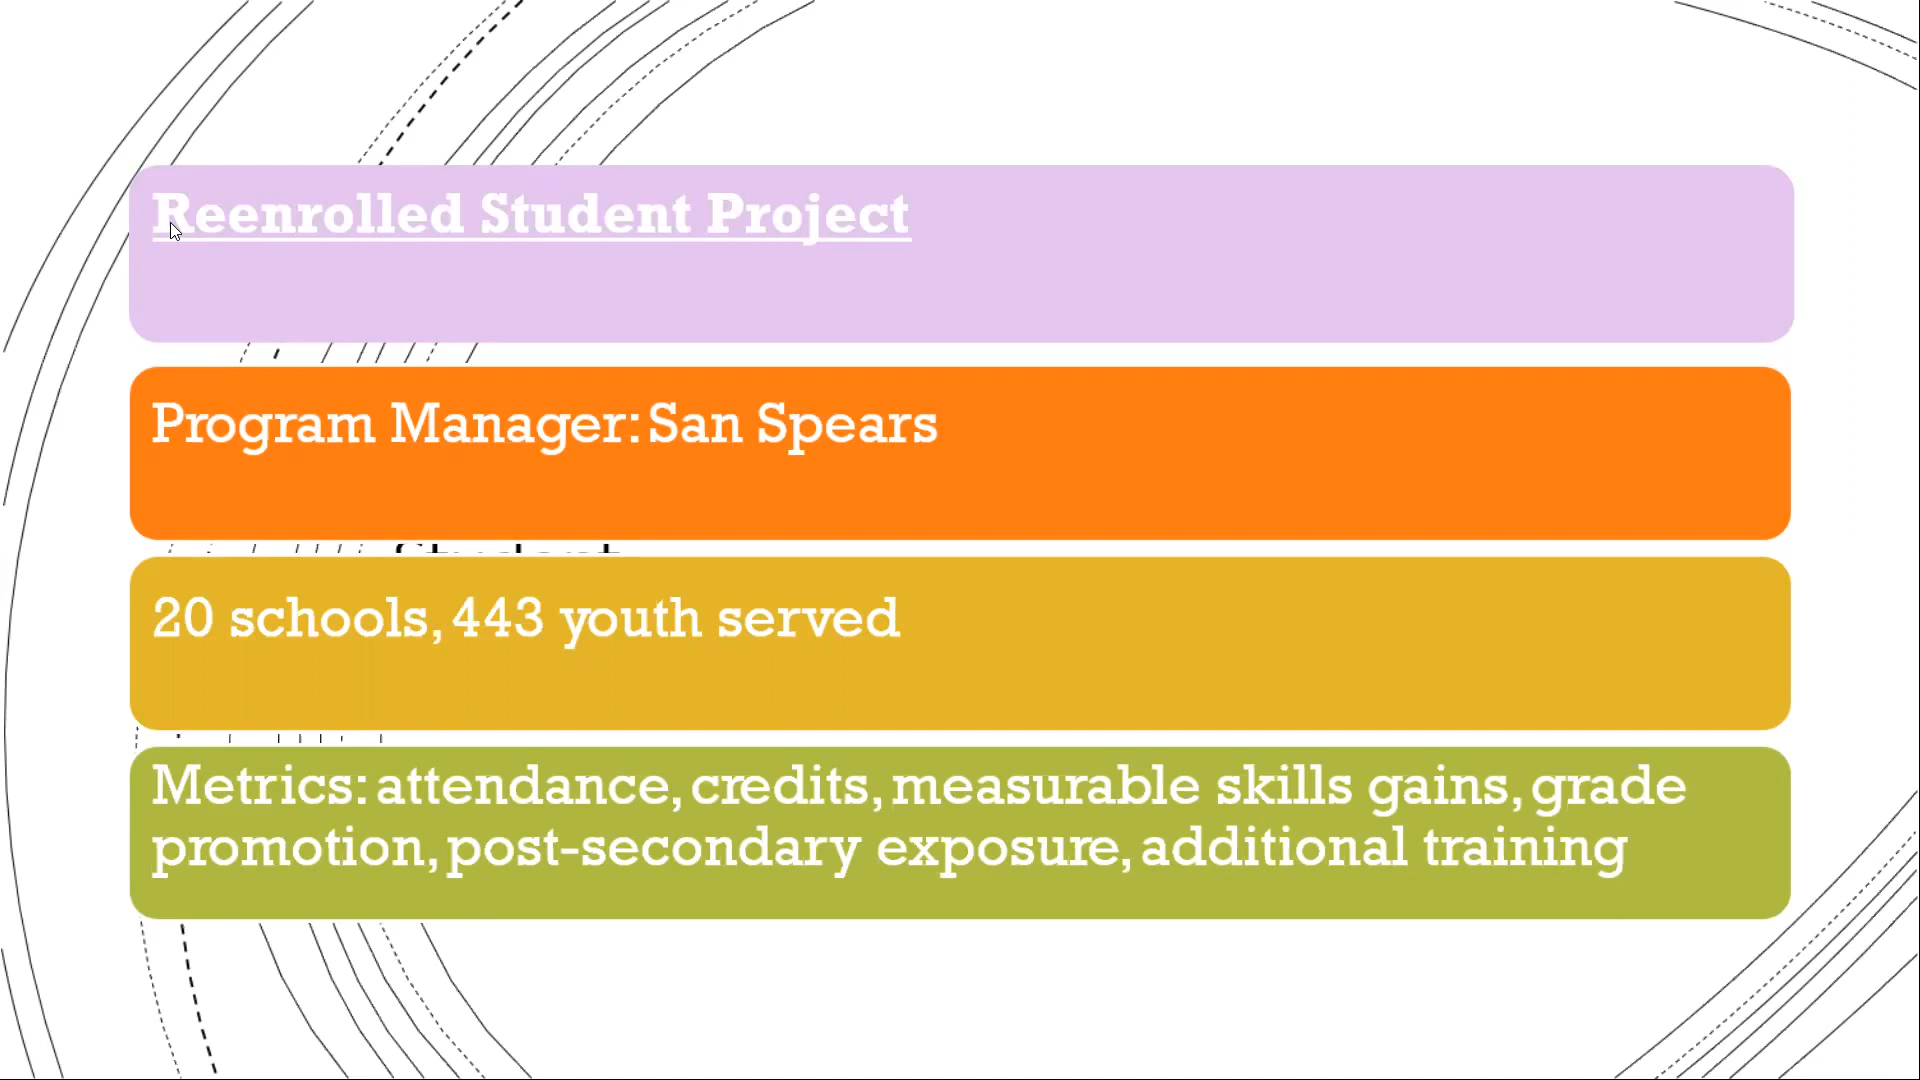 Reenrolled Student Project
Program Manager: San Spears
20 schools, 443 youth served
Metrics: attendance, credits, measurable skills gains, grade
promotion, post-secondary exposure, additional training